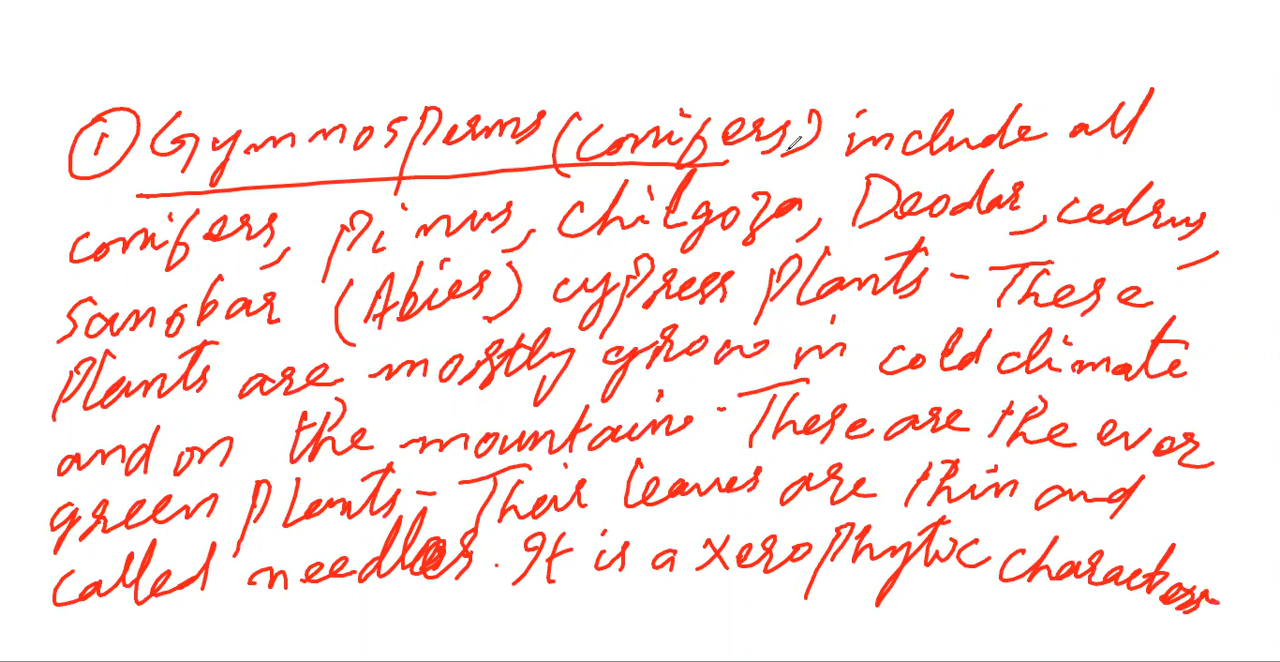 ① Gymnosperms (conifers) include all
conifers, pinus, chilgoza, Deodar, cedrus,
sanobar (Abies) cypress plants - These
plants are mostly grow in cold climate
and on the mountains. These are the ever
green plants - Their leaves are thin and
called needles. It is a xerophytic character